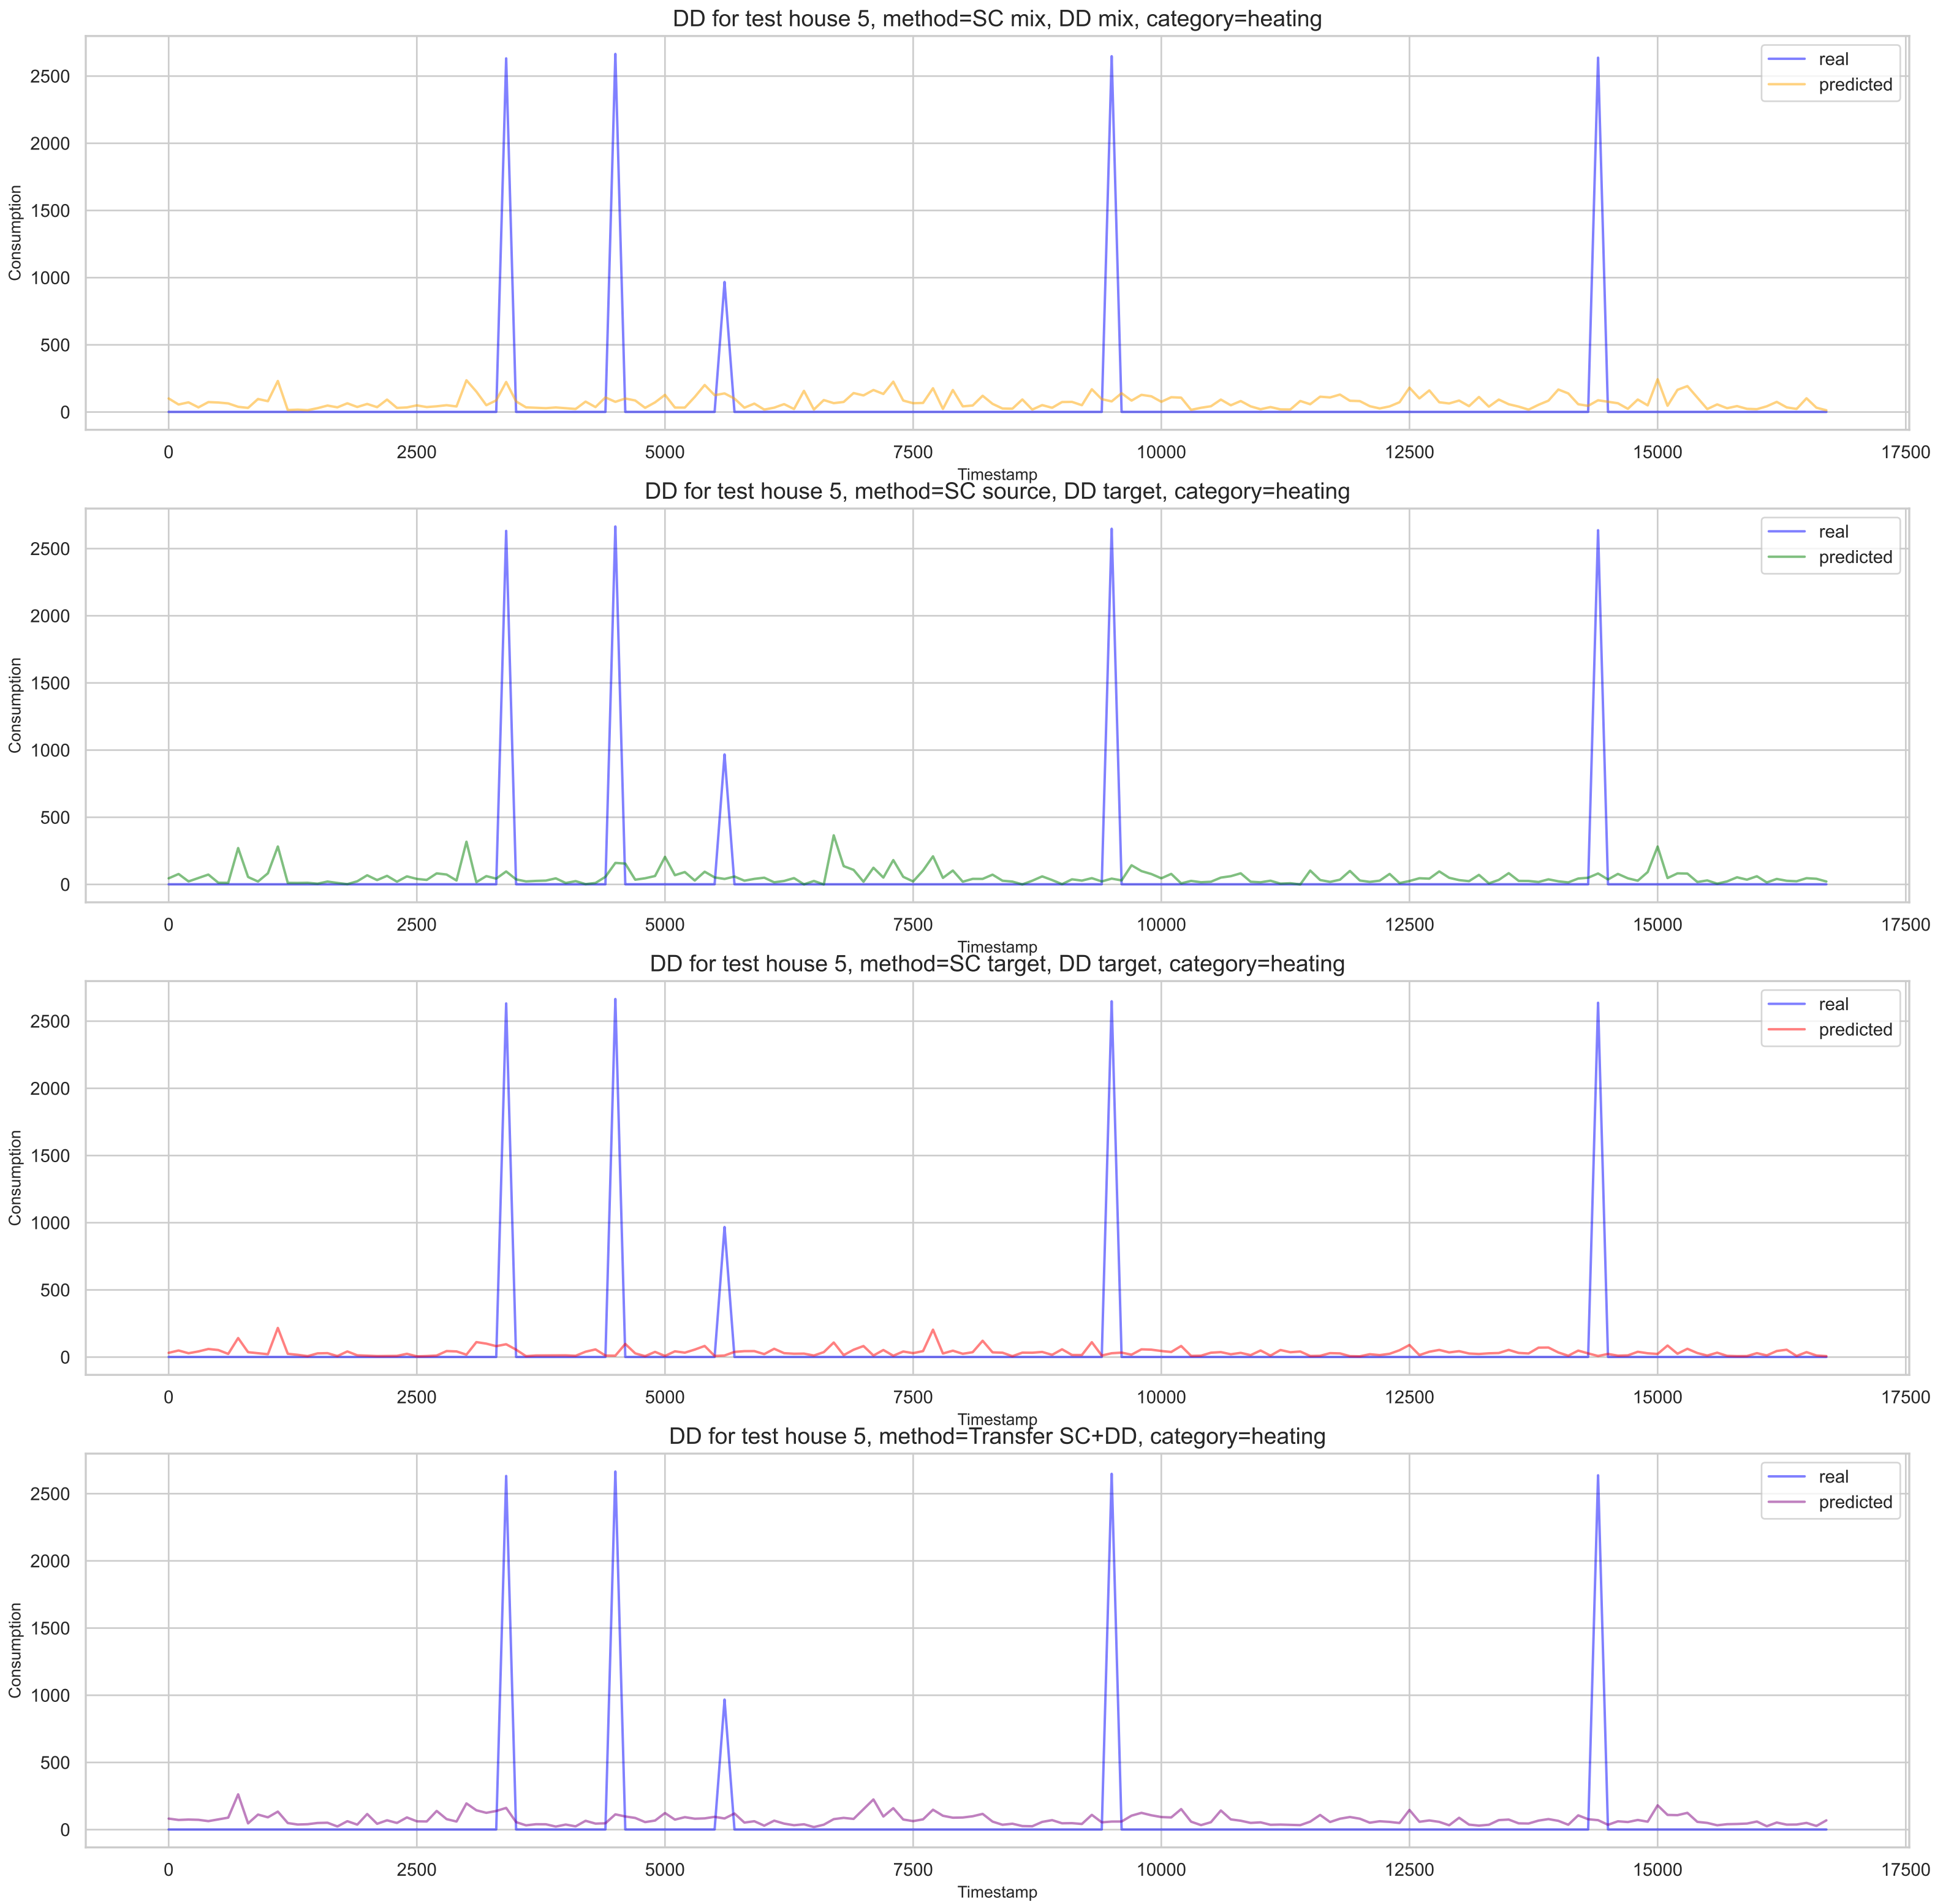 DD for test house 5, method=SC mix, DD mix, category=heating
real
predicted
2500
2000
1500
1000
500
0
Consumption
0 2500 5000 7500 10000 12500 15000 17500
Timestamp
DD for test house 5, method=SC source, DD target, category=heating
real
predicted
2500
2000
1500
1000
500
0
Consumption
0 2500 5000 7500 10000 12500 15000 17500
Timestamp
DD for test house 5, method=SC target, DD target, category=heating
real
predicted
2500
2000
1500
1000
500
0
Consumption
0 2500 5000 7500 10000 12500 15000 17500
Timestamp
DD for test house 5, method=Transfer SC+DD, category=heating
real
predicted
2500
2000
1500
1000
500
0
Consumption
0 2500 5000 7500 10000 12500 15000 17500
Timestamp